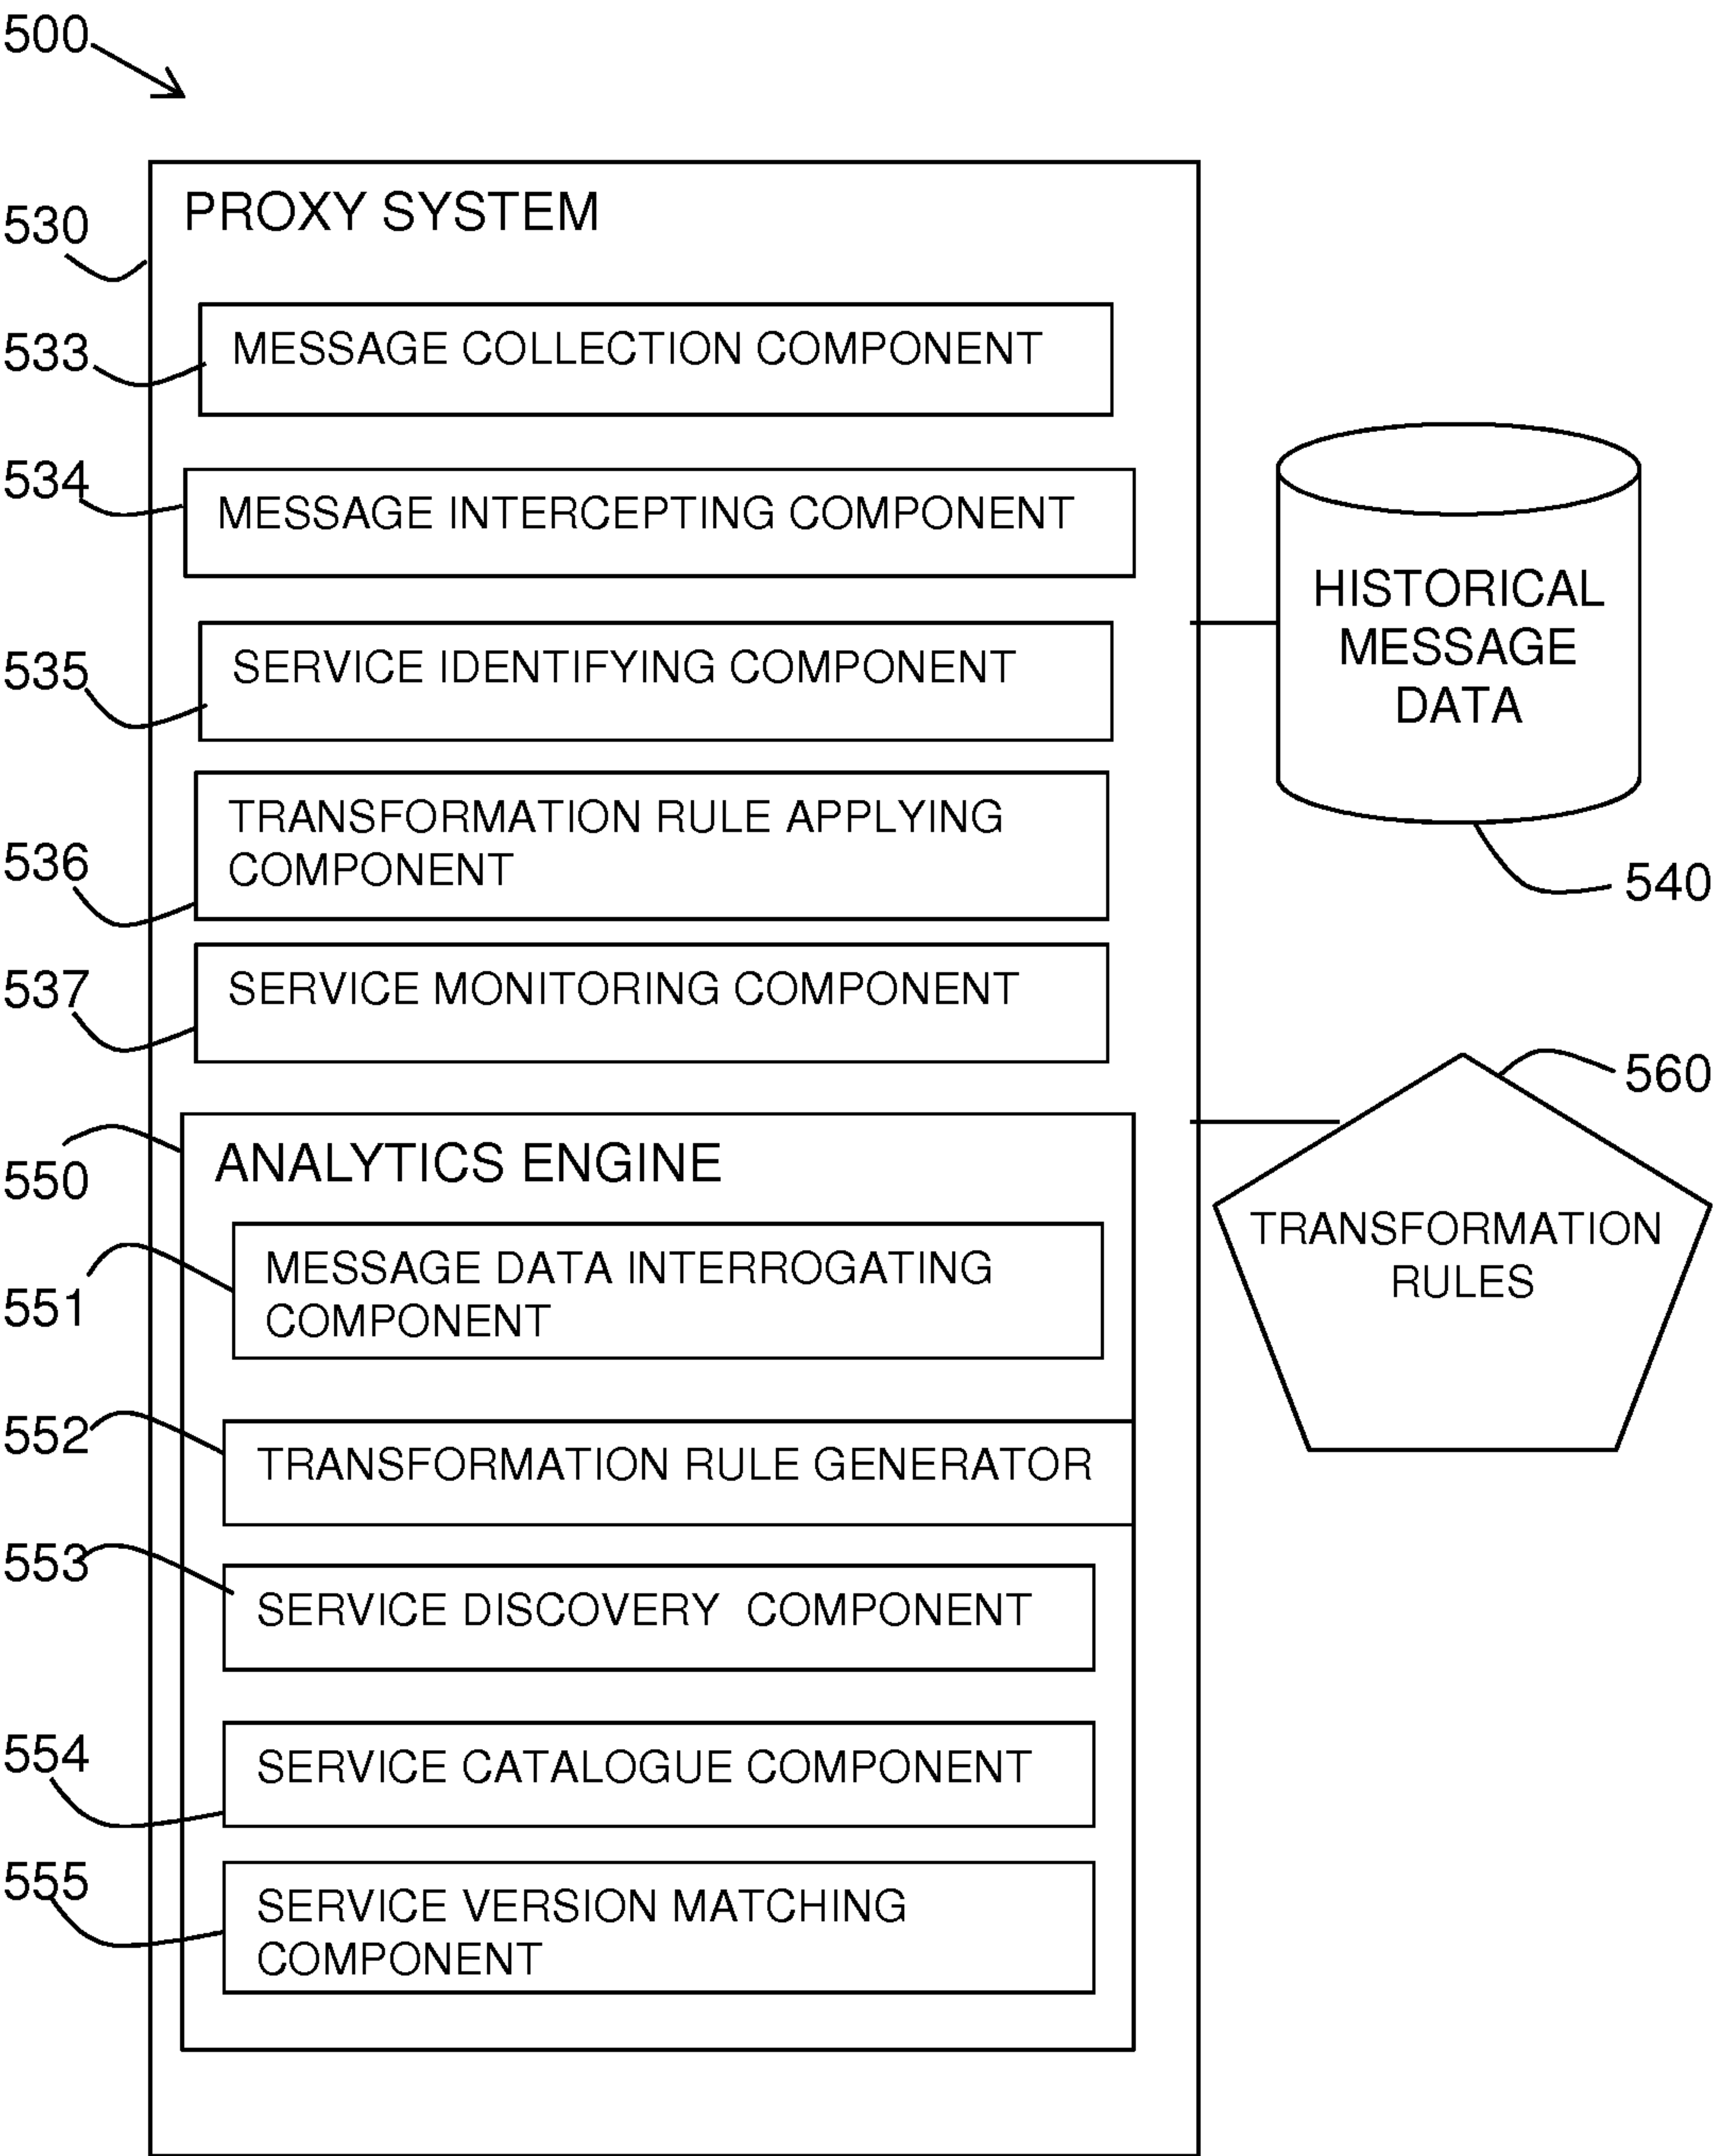 500
530
PROXY SYSTEM
533
MESSAGE COLLECTION COMPONENT
534
MESSAGE INTERCEPTING COMPONENT
535
SERVICE IDENTIFYING COMPONENT
536
TRANSFORMATION RULE APPLYING
COMPONENT
537
SERVICE MONITORING COMPONENT
550
ANALYTICS ENGINE
551
MESSAGE DATA INTERROGATING
COMPONENT
552
TRANSFORMATION RULE GENERATOR
553
SERVICE DISCOVERY COMPONENT
554
SERVICE CATALOGUE COMPONENT
555
SERVICE VERSION MATCHING
COMPONENT
HISTORICAL
MESSAGE
DATA
540
560
TRANSFORMATION
RULES